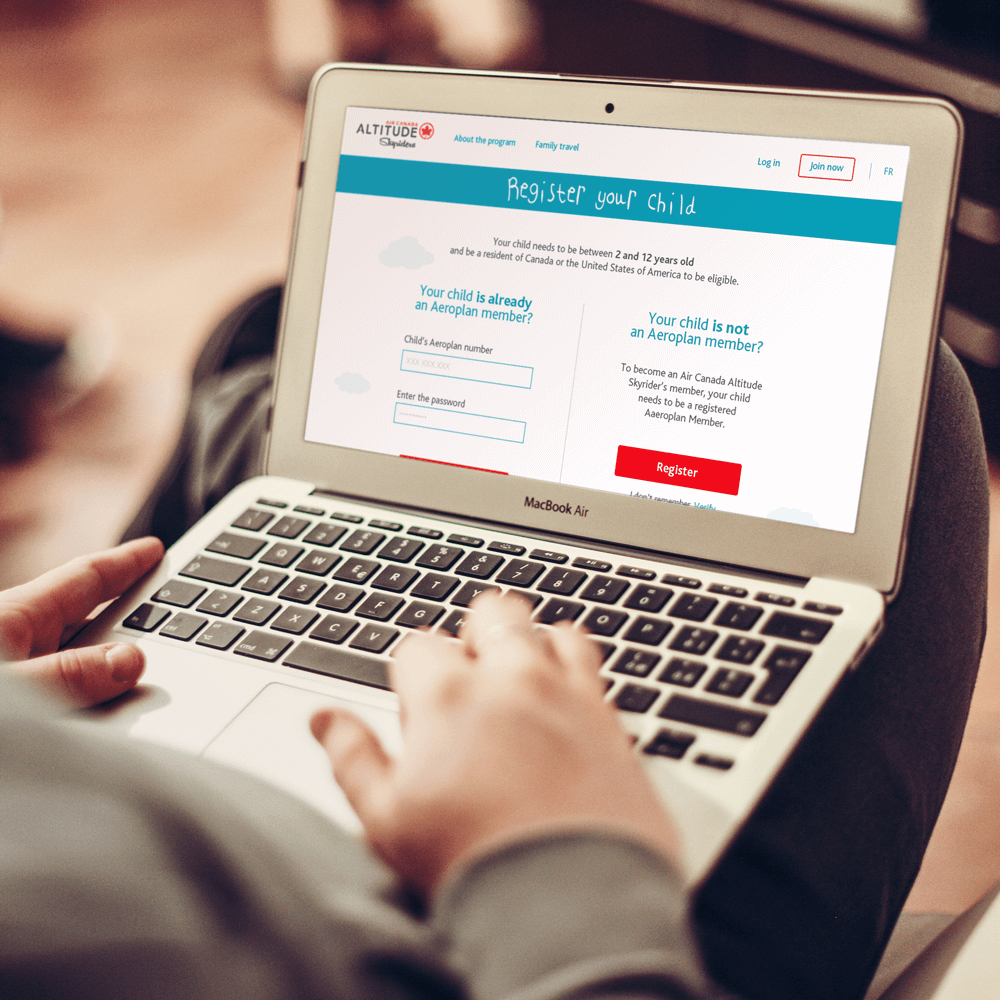 AIR CANADA
ALTITUDE
Skyriders
About the program
Family travel
Log in
Join now
FR
Register your child
Your child needs to be between 2 and 12 years old
and be a resident of Canada or the United States of America to be eligible.
Your child is already
an Aeroplan member?
Child's Aeroplan number
XXX XXX XXX
Enter the password
Your child is not
an Aeroplan member?
To become an Air Canada Altitude
Skyrider's member, your child
needs to be a registered
Aaeroplan Member.
Register
I don't remember. Verify
MacBook Air
Q W E R T Y
A S D F G H
Z X C V
cmd